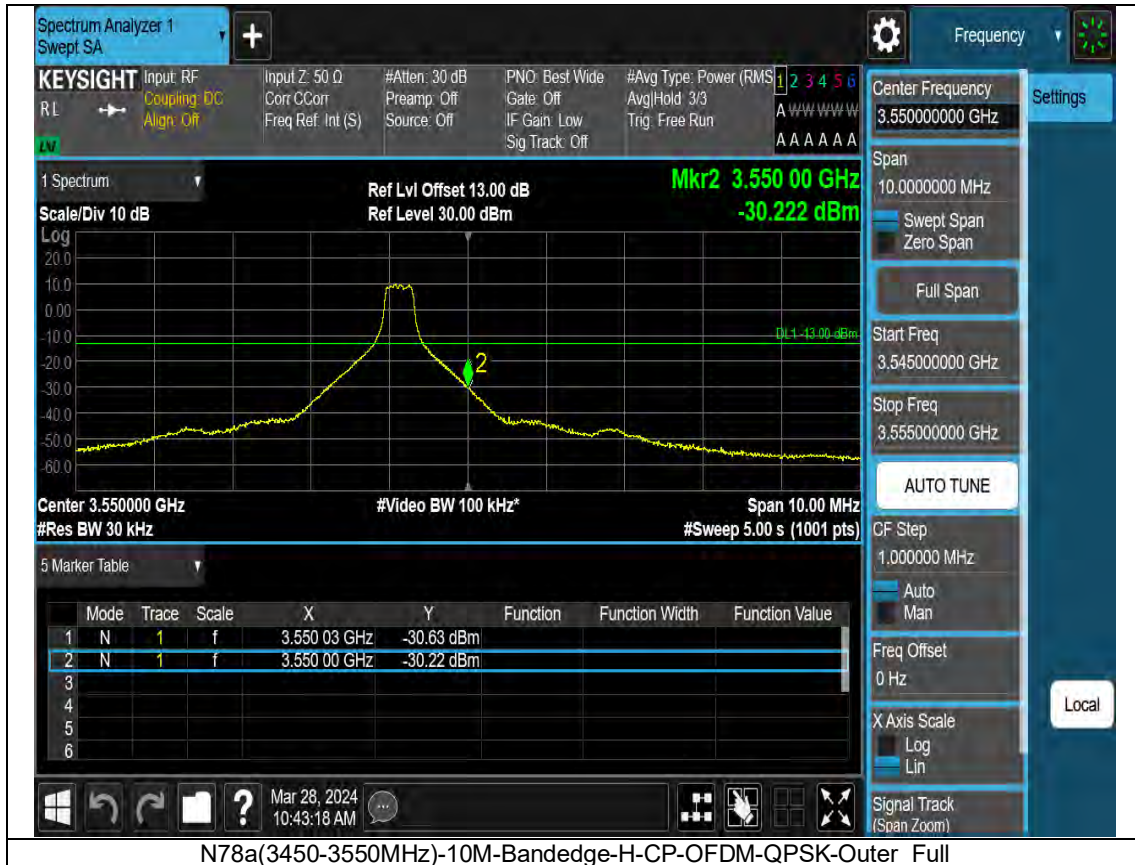 Spectrum Analyzer 1
Swept SA
+
Frequency
KEYSIGHT
RL
Input: RF
Coupling: DC
Align: Off
Input Z: 50 Ω
Corr CCorr
Freq Ref: Int (S)
#Atten: 30 dB
Preamp: Off
Source: Off
PNO: Best Wide
Gate: Off
IF Gain: Low
Sig Track: Off
#Avg Type: Power (RMS
Avg|Hold: 3/3
Trig: Free Run
1 2 3 4 5 6
A W W W W W
A A A A A A
1 Spectrum
Scale/Div 10 dB
Ref Lvl Offset 13.00 dB
Ref Level 30.00 dBm
Mkr2 3.550 00 GHz
-30.222 dBm
Log
20.0
10.0
0.00
-10.0
-20.0
-30.0
-40.0
-50.0
-60.0
DL1 -13.00 dBm
2
Center 3.550000 GHz
#Res BW 30 kHz
#Video BW 100 kHz*
Span 10.00 MHz
#Sweep 5.00 s (1001 pts)
5 Marker Table
Mode Trace Scale X Y Function Function Width Function Value
1 N 1 f 3.550 03 GHz -30.63 dBm
2 N 1 f 3.550 00 GHz -30.22 dBm
3
4
5
6
Mar 28, 2024
10:43:18 AM
?
Center Frequency
3.550000000 GHz
Settings
Span
10.0000000 MHz
Swept Span
Zero Span
Full Span
Start Freq
3.545000000 GHz
Stop Freq
3.555000000 GHz
AUTO TUNE
CF Step
1.000000 MHz
Auto
Man
Freq Offset
0 Hz
X Axis Scale
Log
Lin
Local
Signal Track
(Span Zoom)
N78a(3450-3550MHz)-10M-Bandedge-H-CP-OFDM-QPSK-Outer_Full